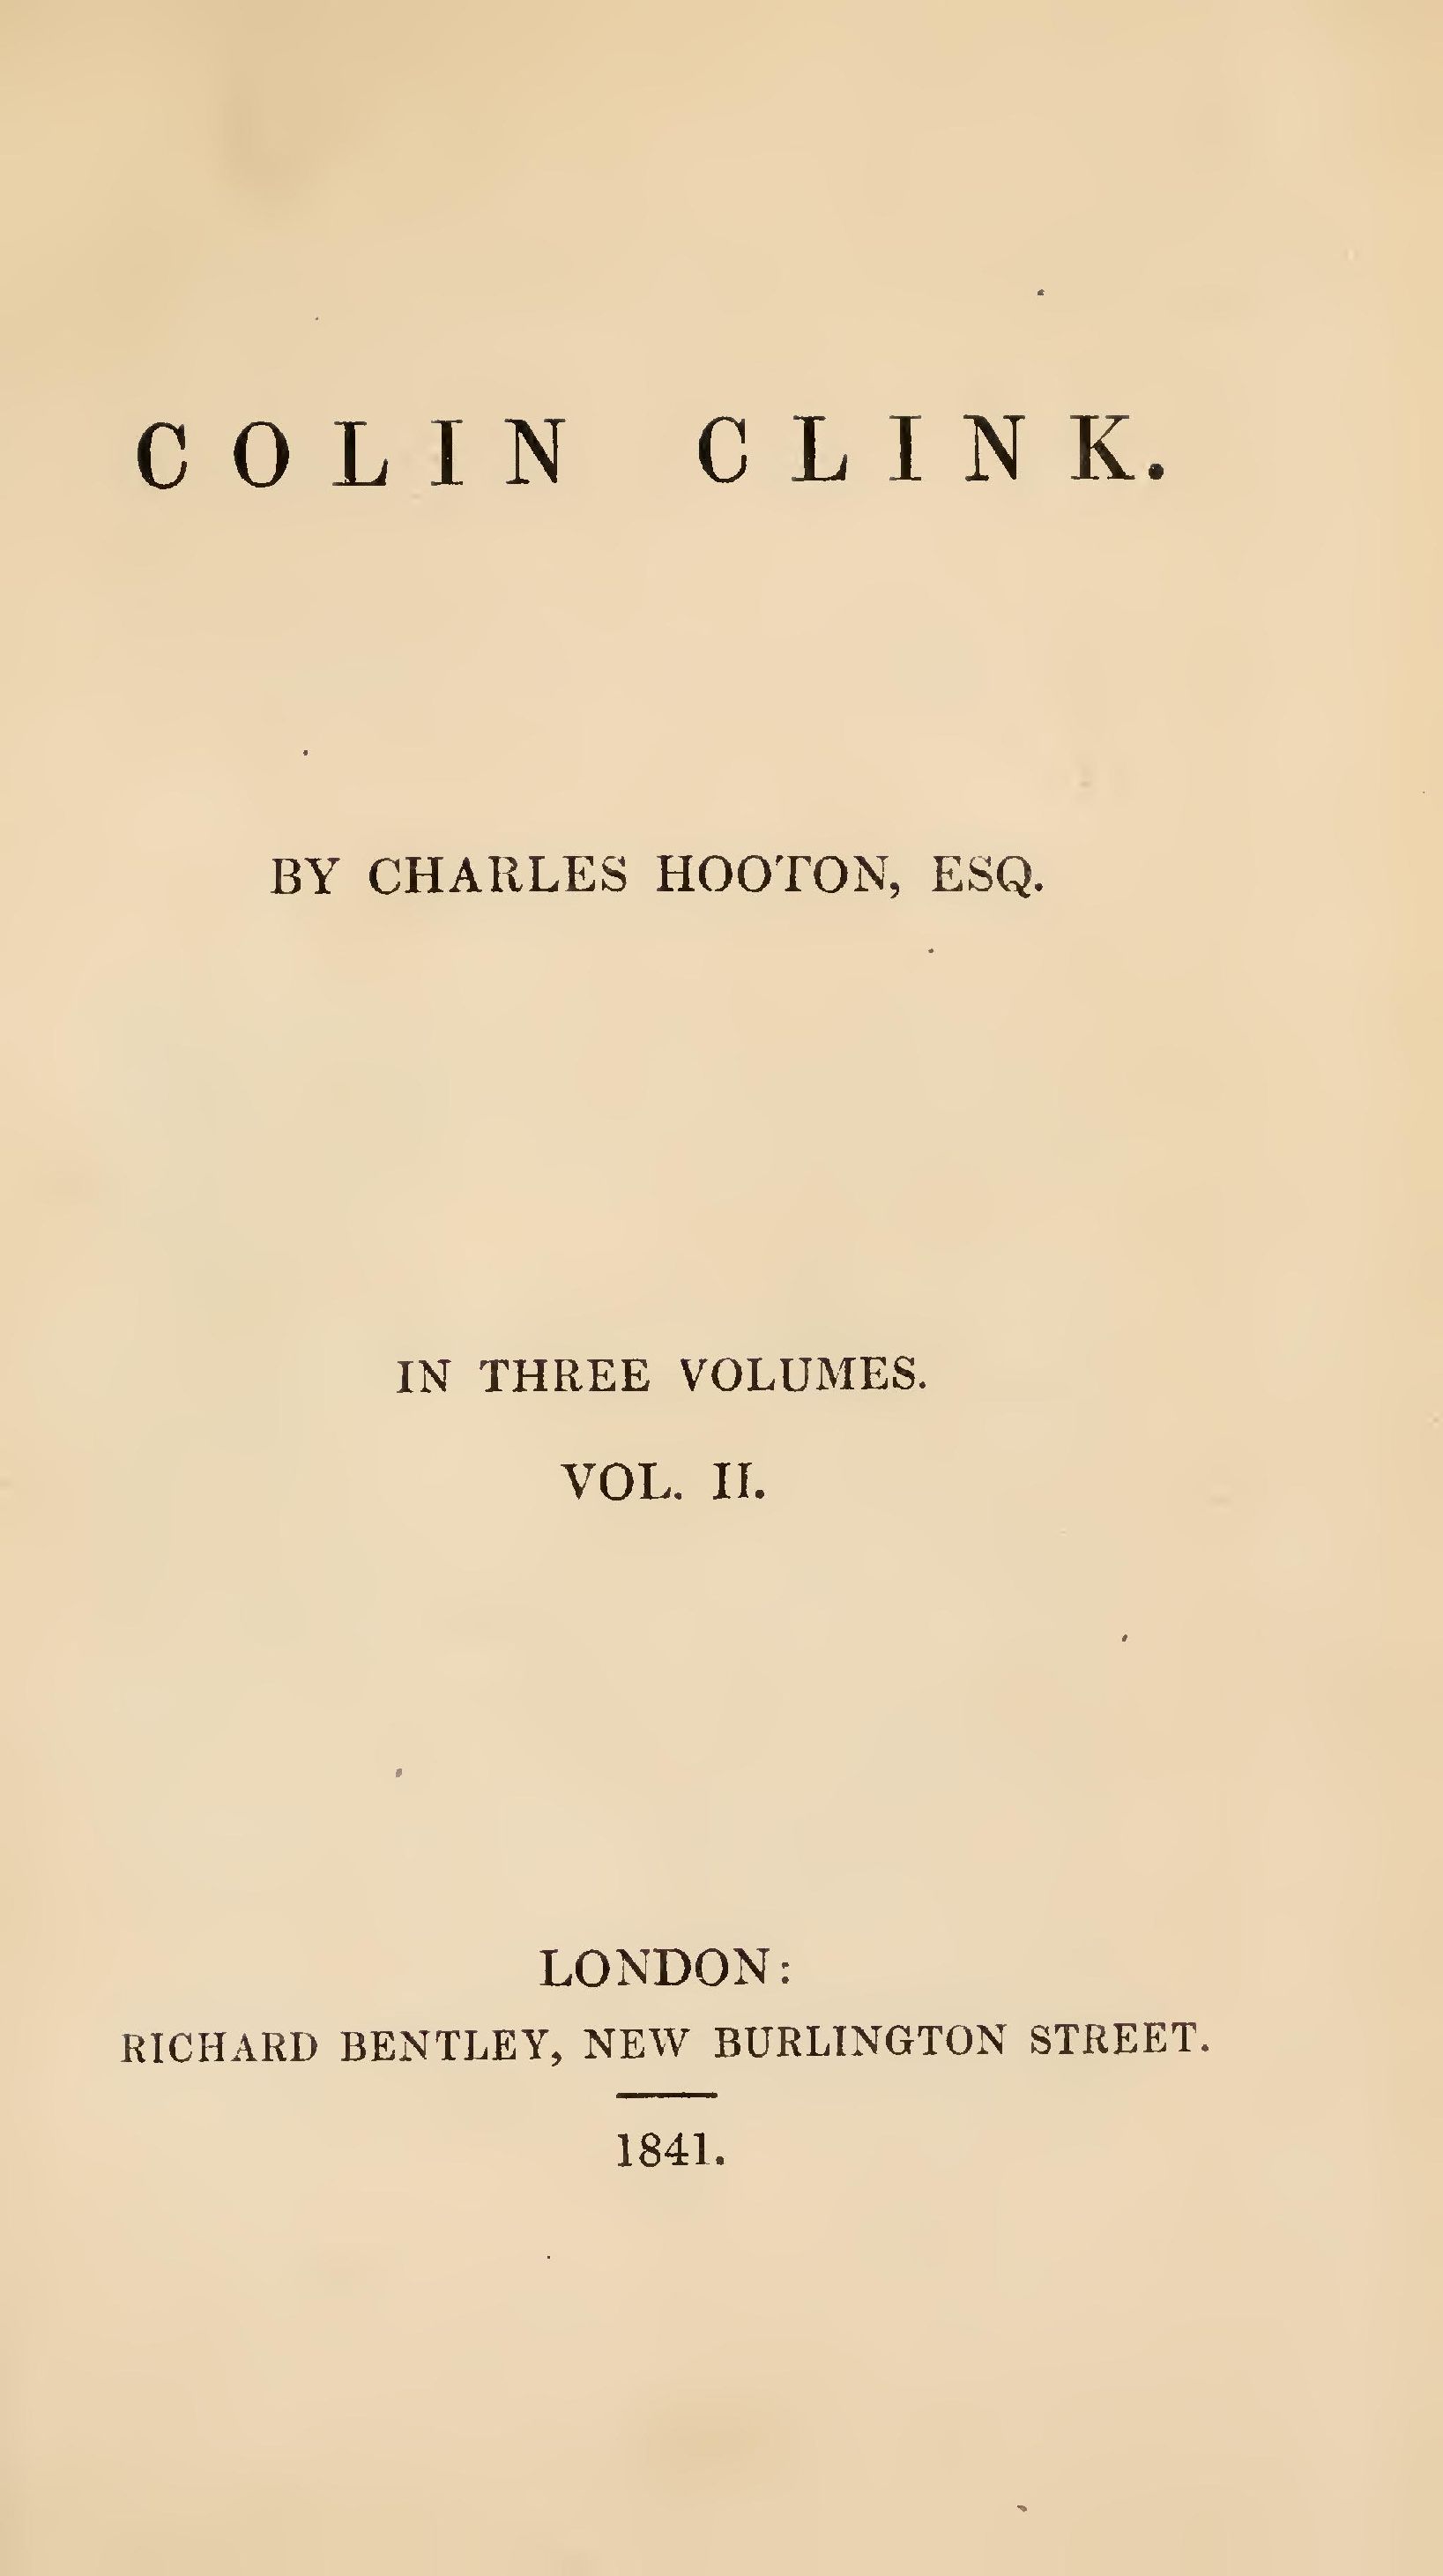 COLIN CLINK.
BY CHARLES HOOTON, ESQ.
IN THREE VOLUMES.
VOL. II.
LONDON:
RICHARD BENTLEY, NEW BURLINGTON STREET.
1841.